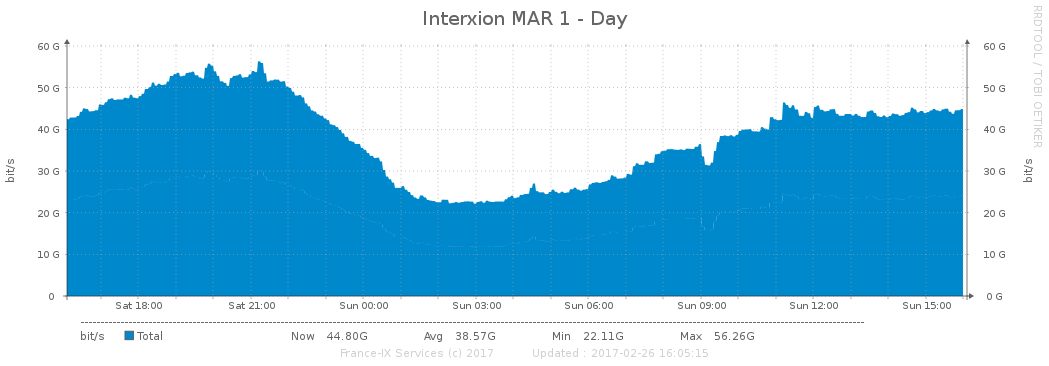 Interxion MAR 1 - Day
RRDTOOL / TOBI OETIKER
bit/s
60 G 60 G
50 G 50 G
40 G 40 G
30 G 30 G
20 G 20 G
10 G 10 G
0 0 G
bit/s
Sat 18:00 Sat 21:00 Sun 00:00 Sun 03:00 Sun 06:00 Sun 09:00 Sun 12:00 Sun 15:00
bit/s Total Now 44.80G Avg 38.57G Min 22.11G Max 56.26G
France-IX Services (c) 2017 Updated : 2017-02-26 16:05:15